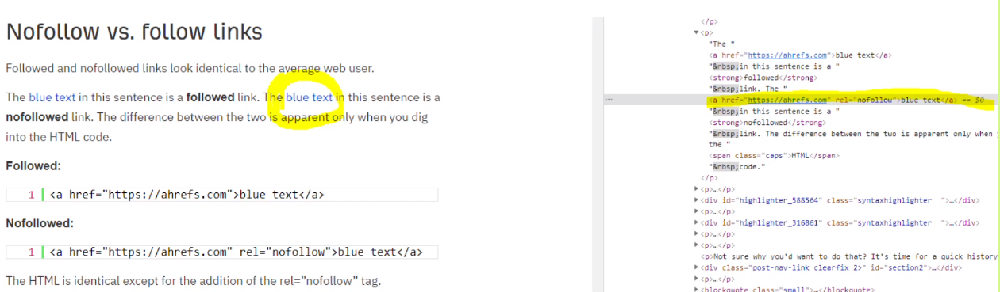 Nofollow vs. follow links
Followed and nofollowed links look identical to the average web user.
The blue text in this sentence is a followed link. The blue text in this sentence is a
nofollowed link. The difference between the two is apparent only when you dig
into the HTML code.
Followed:
1 <a href="https://ahrefs.com">blue text</a>
Nofollowed:
1 <a href="https://ahrefs.com" rel="nofollow">blue text</a>
The HTML is identical except for the addition of the rel=”nofollow” tag.
</p>
▼<p>
"The "
<a href="https://ahrefs.com">blue text</a>
"&nbsp;in this sentence is a "
<strong>followed</strong>
"&nbsp;link. The "
… <a href="https://ahrefs.com" rel="nofollow">blue text</a> == $0
"&nbsp;in this sentence is a "
<strong>nofollowed</strong>
"&nbsp;link. The difference between the two is apparent only when
the "
<span class="caps">HTML</span>
"&nbsp;code.”
</p>
▶<p>…</p>
▶<div id="highlighter_588564" class="syntaxhighlighter  ">…</div>
▶<p>…</p>
▶<div id="highlighter_316861" class="syntaxhighlighter  ">…</div>
▶<p>…</p>
▶<p>…</p>
<p>Not sure why you’d want to do that? It’s time for a quick history
▶<div class="post-nav-link clearfix 2>" id="section2">…</div>
▶<p>…</p>
▶<blockquote class="small">…</blockquote>